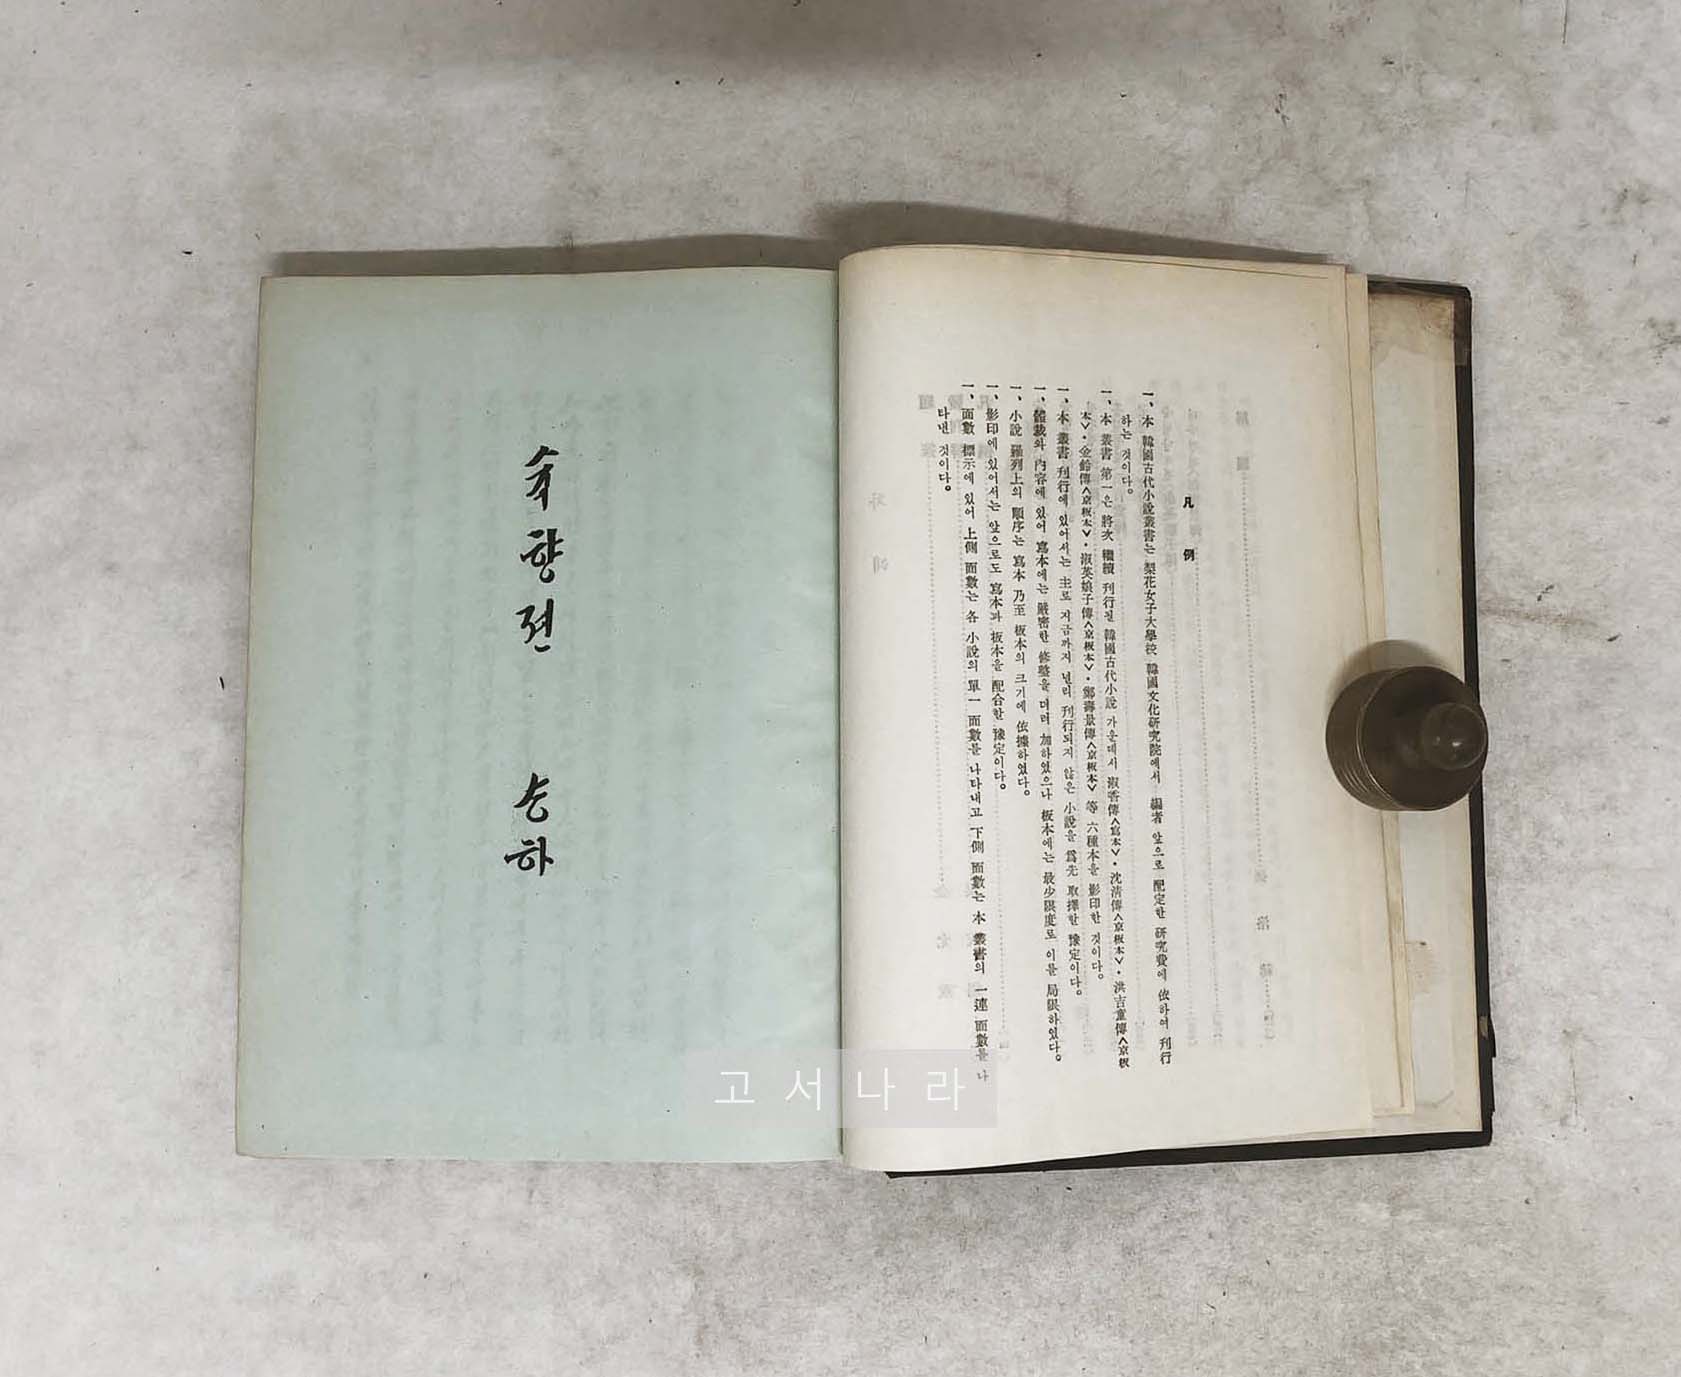 凡例
一、本 韓國古代小說叢書는 梨花女子大學校 韓國文化硏究院에서 編者 앞으로 配定한 硏究費에 依하여 刊行
하는 것이다。
一、本 叢書 第一은 將次 繼續 刊行될 韓國古代小說 가운데서 淑香傳<寫本>・沈淸傳<京板本>・洪吉童傳<京板
本>・金鈴傳<京板本>・淑英娘子傳<京板本>・鄭壽景傳<京板本> 等 六種本을 影印한 것이다。
一、本 叢書 刊行에 있어서는 主로 지금까지 널리 刊行되지 않은 小說을 爲先 取擇한 豫定이다。
一、體裁와 內容에 있어 寫本에는 嚴密한 修整을 더려 加하였으나 板本에는 最少限度로 이를 局限하였다。
一、小說 羅列上의 順序는 寫本 乃至 板本의 크기에 依據하였다。
一、影印에 있어서는 앞으로도 寫本과 板本을 配合한 豫定이다。
一、面數 標示에 있어 上側 面數는 各 小說의 單一 面數를 나타내고 下側 面數는 本 叢書의 一連 面數를 나
타낸 것이다。
슉향젼 송하
고서나라